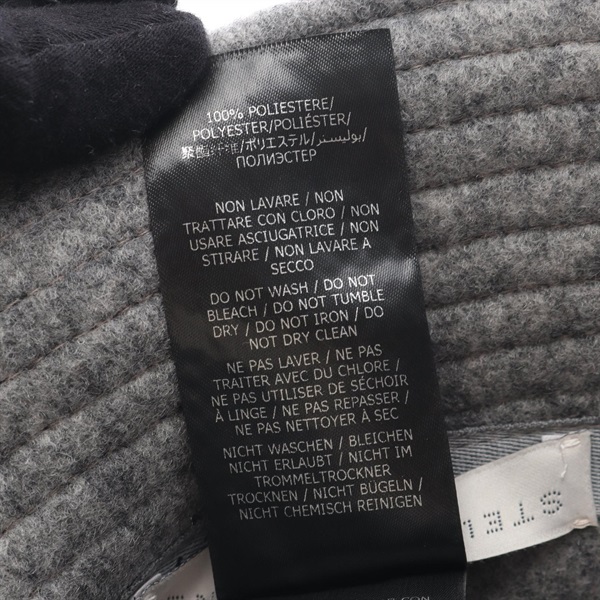 100% POLIESTERE/
POLYESTER/POLIÉSTER/
聚酯纤维/ポリエステル/بوليستر/
ПОЛИЭСТЕР
NON LAVARE / NON
TRATTARE CON CLORO / NON
USARE ASCIUGATRICE / NON
STIRARE / NON LAVARE A
SECCO
DO NOT WASH / DO NOT
BLEACH / DO NOT TUMBLE
DRY / DO NOT IRON / DO
NOT DRY CLEAN
NE PAS LAVER / NE PAS
TRAITER AVEC DU CHLORE /
NE PAS UTILISER DE SÉCHOIR
À LINGE / NE PAS REPASSER /
NE PAS NETTOYER À SEC
NICHT WASCHEN / BLEICHEN
NICHT ERLAUBT / NICHT IM
TROMMELTROCKNER
TROCKNEN / NICHT BÜGELN /
NICHT CHEMISCH REINIGEN
STEL